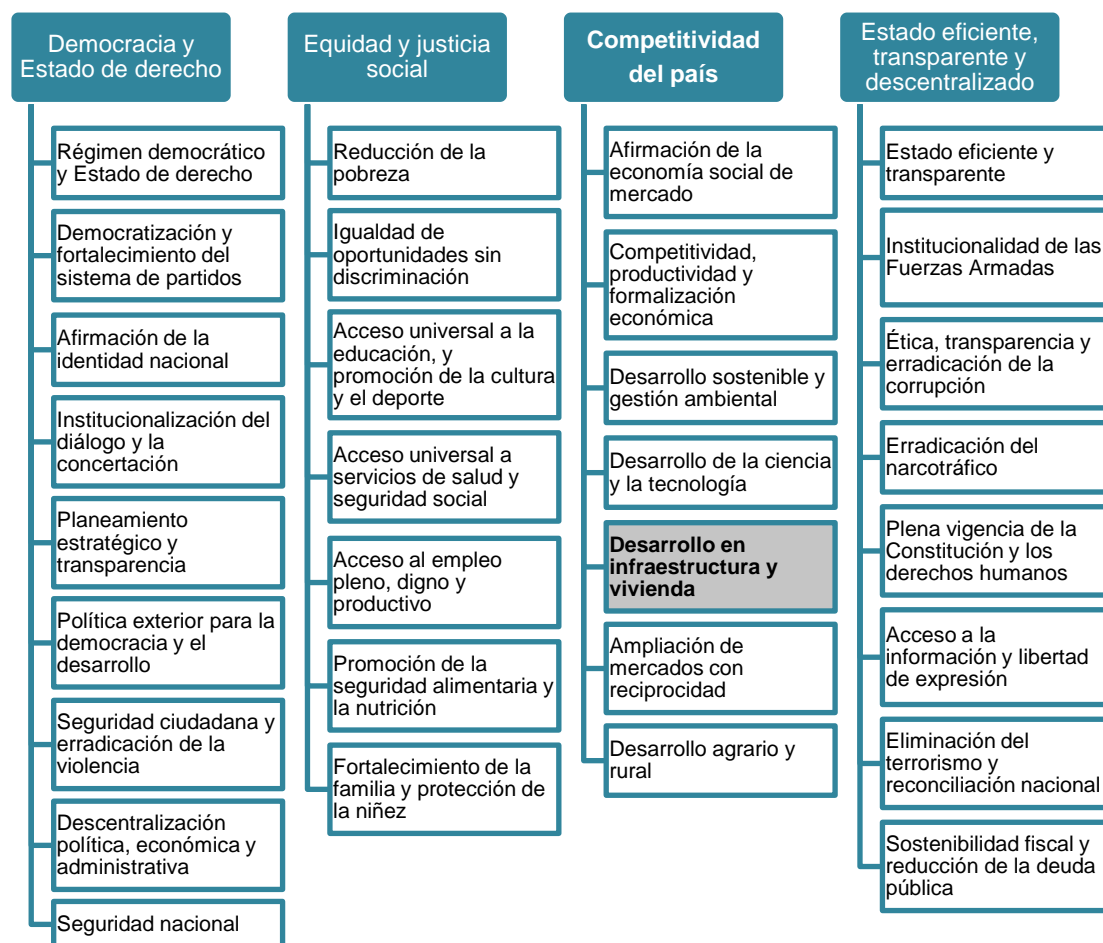 Democracia y
Estado de derecho
Régimen democrático
y Estado de derecho
Democratización y
fortalecimiento del
sistema de partidos
Afirmación de la
identidad nacional
Institucionalización del
diálogo y la
concertación
Planeamiento
estratégico y
transparencia
Política exterior para la
democracia y el
desarrollo
Seguridad ciudadana y
erradicación de la
violencia
Descentralización
política, económica y
administrativa
Seguridad nacional
Equidad y justicia
social
Reducción de la
pobreza
Igualdad de
oportunidades sin
discriminación
Acceso universal a la
educación, y
promoción de la cultura
y el deporte
Acceso universal a
servicios de salud y
seguridad social
Acceso al empleo
pleno, digno y
productivo
Promoción de la
seguridad alimentaria y
la nutrición
Fortalecimiento de la
familia y protección de
la niñez
Competitividad
del país
Afirmación de la
economía social de
mercado
Competitividad,
productividad y
formalización
económica
Desarrollo sostenible y
gestión ambiental
Desarrollo de la ciencia
y la tecnología
Desarrollo en
infraestructura y
vivienda
Ampliación de
mercados con
reciprocidad
Desarrollo agrario y
rural
Estado eficiente,
transparente y
descentralizado
Estado eficiente y
transparente
Institucionalidad de las
Fuerzas Armadas
Ética, transparencia y
erradicación de la
corrupción
Erradicación del
narcotráfico
Plena vigencia de la
Constitución y los
derechos humanos
Acceso a la
información y libertad
de expresión
Eliminación del
terrorismo y
reconciliación nacional
Sostenibilidad fiscal y
reducción de la deuda
pública